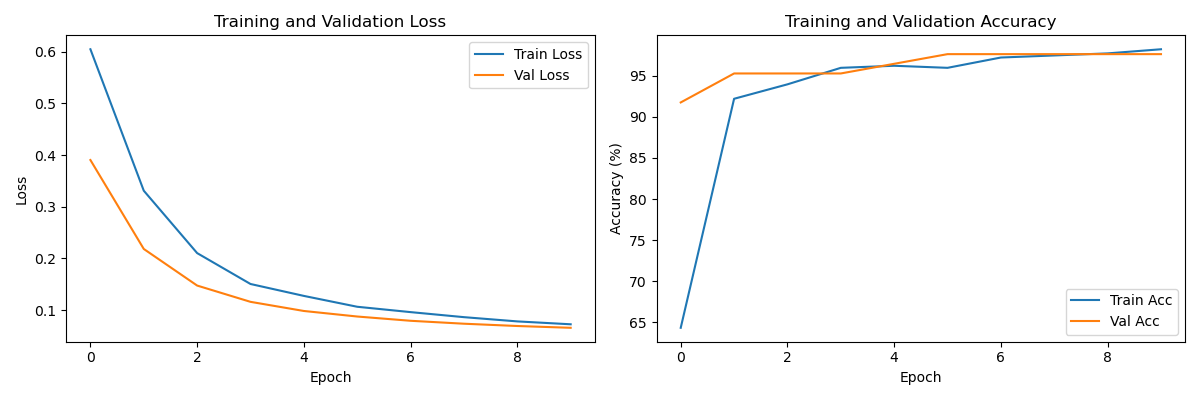 Training and Validation Loss
0.6
0.5
0.4
0.3
0.2
0.1
Loss
Train Loss
Val Loss
0 2 4 6 8
Epoch
Training and Validation Accuracy
95
90
85
80
75
70
65
Accuracy (%)
Train Acc
Val Acc
0 2 4 6 8
Epoch